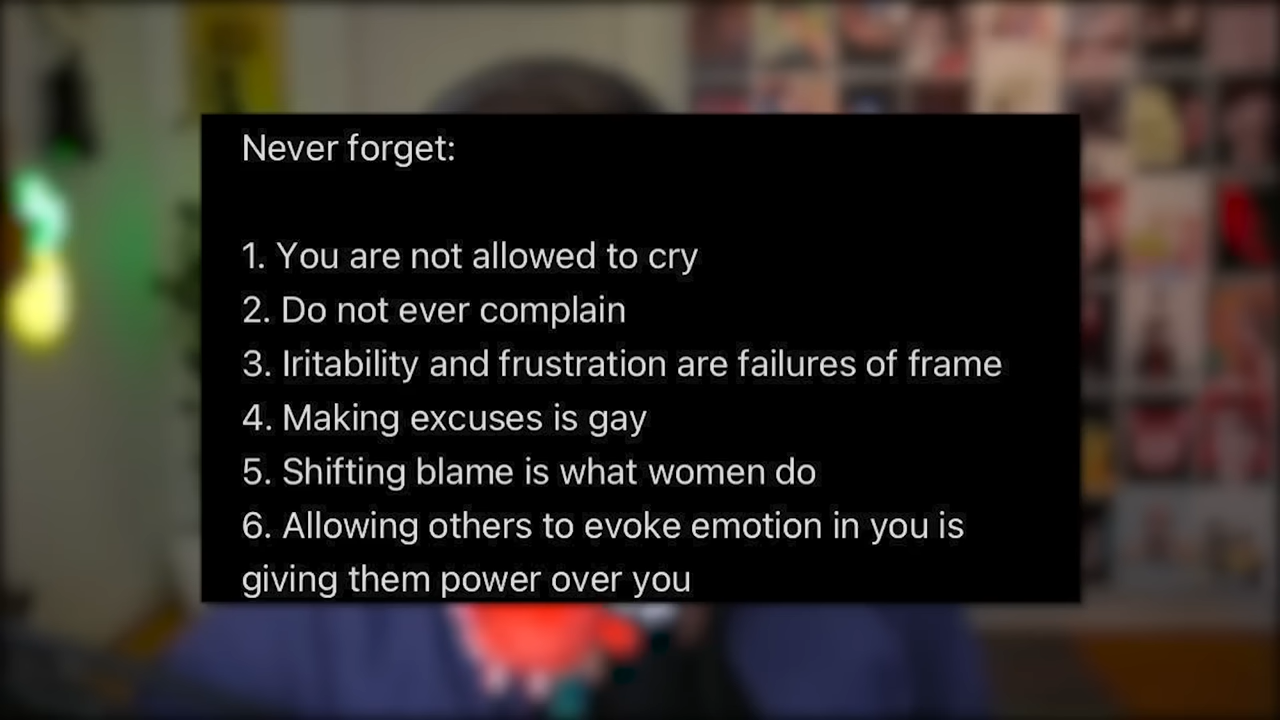 Never forget:
1. You are not allowed to cry
2. Do not ever complain
3. Iritability and frustration are failures of frame
4. Making excuses is gay
5. Shifting blame is what women do
6. Allowing others to evoke emotion in you is
giving them power over you